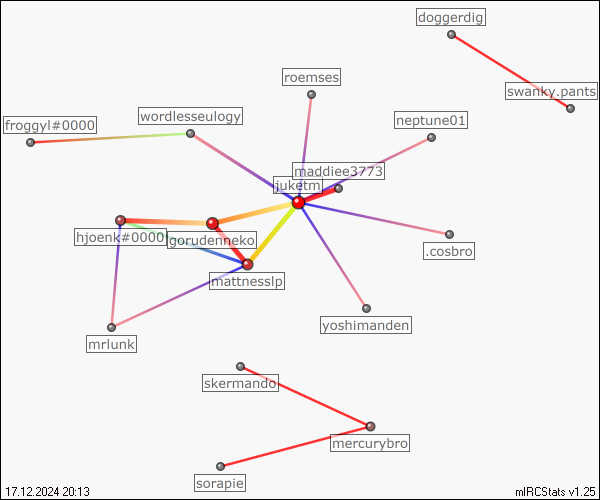 doggerdig
roemses
swanky.pants
wordlesseulogy
neptune01
froggyl#0000
maddiee3773
juketm
hjoenk#0000
gorudenneko
.cosbro
mattnesslp
yoshimanden
mrlunk
skermando
mercurybro
sorapie
17.12.2024 20:13
mIRCStats v1.25